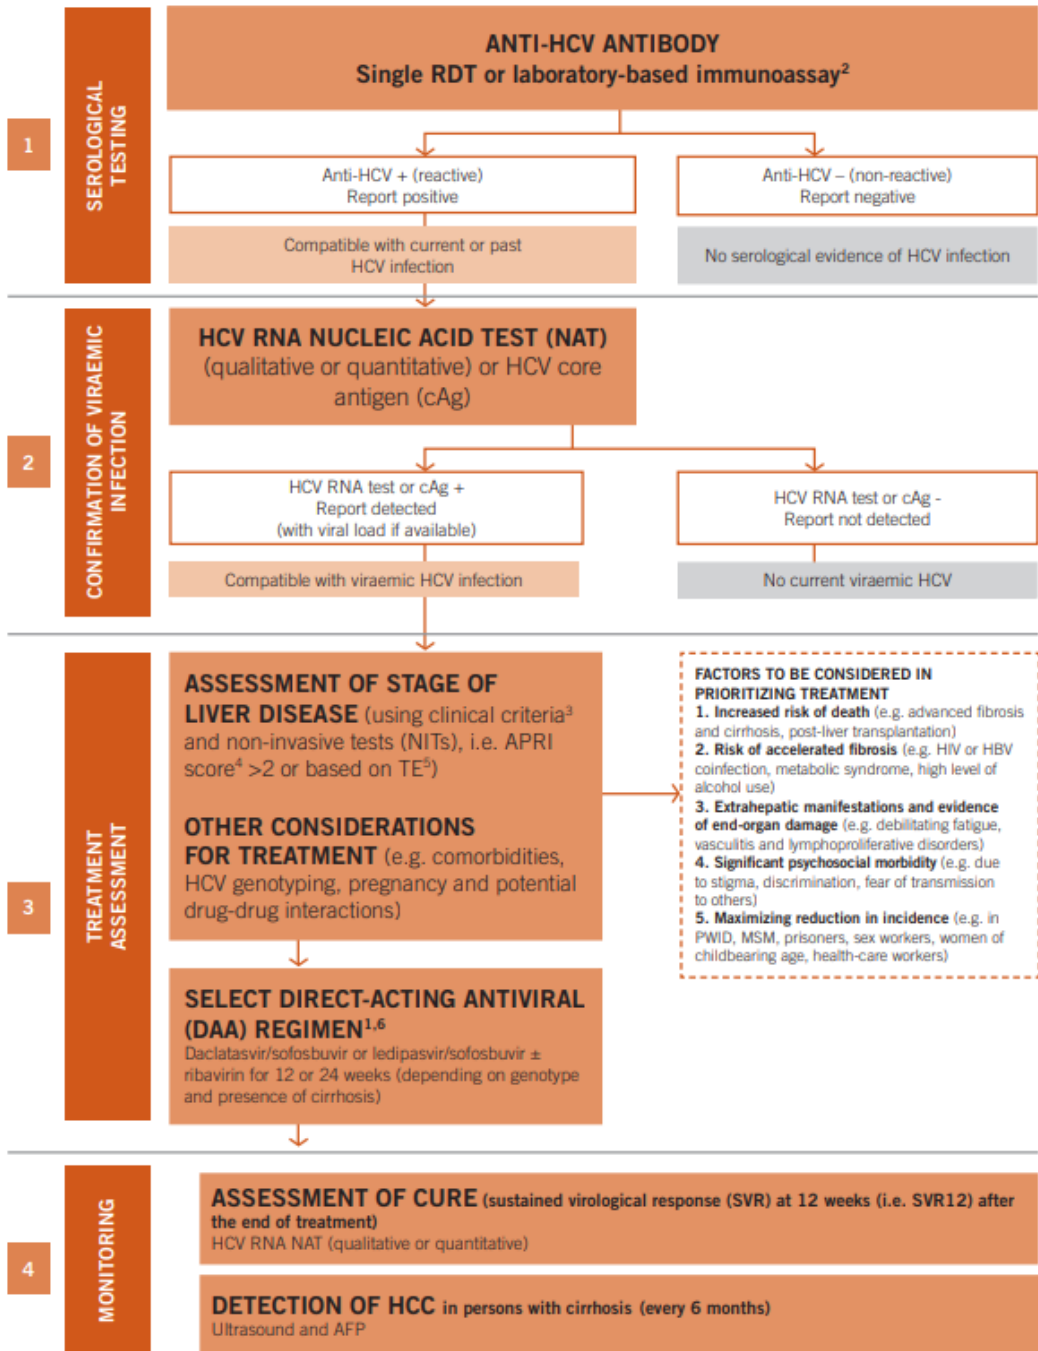 1
SEROLOGICAL
TESTING
ANTI-HCV ANTIBODY
Single RDT or laboratory-based immunoassay²
Anti-HCV + (reactive)
Report positive
Anti-HCV – (non-reactive)
Report negative
Compatible with current or past
HCV infection
No serological evidence of HCV infection
2
CONFIRMATION OF VIRAEMIC
INFECTION
HCV RNA NUCLEIC ACID TEST (NAT)
(qualitative or quantitative) or HCV core
antigen (cAg)
HCV RNA test or cAg +
Report detected
(with viral load if available)
HCV RNA test or cAg -
Report not detected
Compatible with viraemic HCV infection
No current viraemic HCV
3
TREATMENT
ASSESSMENT
ASSESSMENT OF STAGE OF
LIVER DISEASE (using clinical criteria³
and non-invasive tests (NITs), i.e. APRI
score⁴ >2 or based on TE⁵)
OTHER CONSIDERATIONS
FOR TREATMENT (e.g. comorbidities,
HCV genotyping, pregnancy and potential
drug-drug interactions)
FACTORS TO BE CONSIDERED IN
PRIORITIZING TREATMENT
1. Increased risk of death (e.g. advanced fibrosis
and cirrhosis, post-liver transplantation)
2. Risk of accelerated fibrosis (e.g. HIV or HBV
coinfection, metabolic syndrome, high level of
alcohol use)
3. Extrahepatic manifestations and evidence
of end-organ damage (e.g. debilitating fatigue,
vasculitis and lymphoproliferative disorders)
4. Significant psychosocial morbidity (e.g. due
to stigma, discrimination, fear of transmission
to others)
5. Maximizing reduction in incidence (e.g. in
PWID, MSM, prisoners, sex workers, women of
childbearing age, health-care workers)
SELECT DIRECT-ACTING ANTIVIRAL
(DAA) REGIMEN¹,⁶
Daclatasvir/sofosbuvir or ledipasvir/sofosbuvir ±
ribavirin for 12 or 24 weeks (depending on genotype
and presence of cirrhosis)
4
MONITORING
ASSESSMENT OF CURE (sustained virological response (SVR) at 12 weeks (i.e. SVR12) after
the end of treatment)
HCV RNA NAT (qualitative or quantitative)
DETECTION OF HCC in persons with cirrhosis (every 6 months)
Ultrasound and AFP